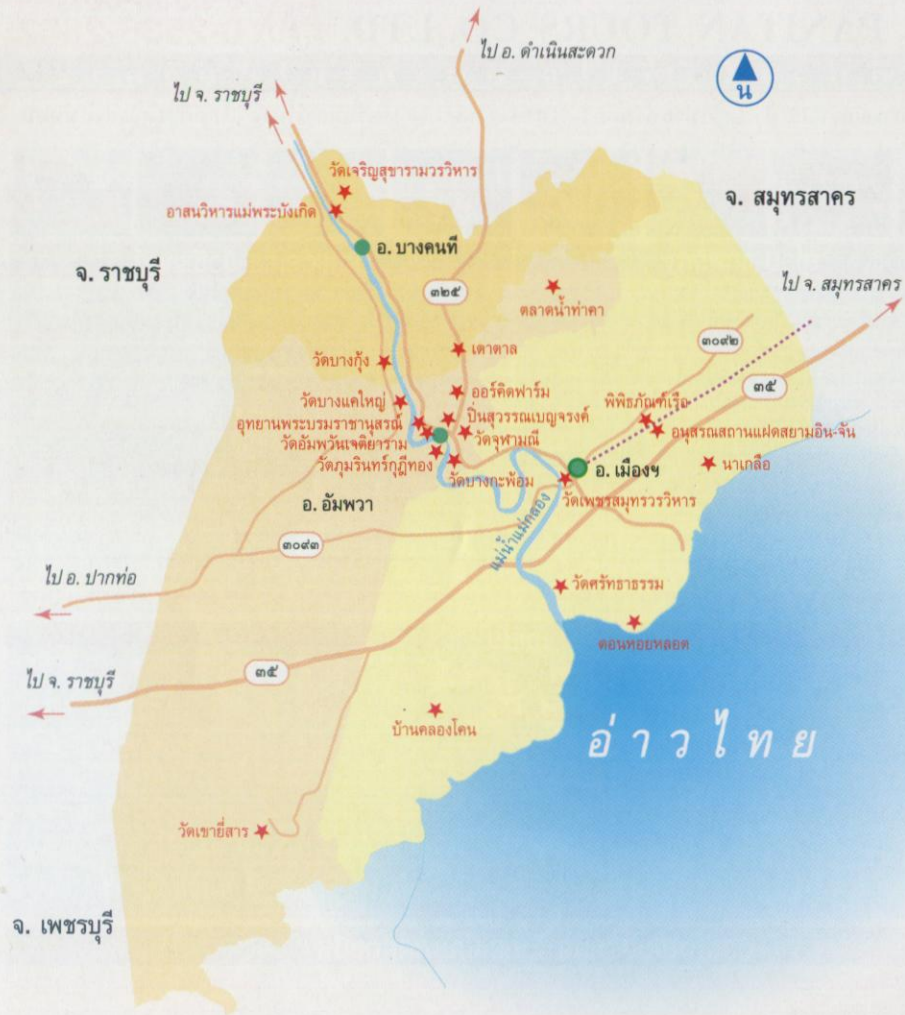 ไป อ. ดำเนินสะดวก
น
ไป จ. ราชบุรี
วัดเจริญสุขารามวรวิหาร
จ. สมุทรสาคร
อาสนวิหารแม่พระบังเกิด
อ. บางคนที
จ. ราชบุรี
ไป จ. สมุทรสาคร
๓๒๕
ตลาดน้ำท่าคา
๓๐๙๒
เตาตาล
วัดบางกุ้ง
๓๕
ออร์คิดฟาร์ม
วัดบางแคใหญ่
พิพิธภัณฑ์เรือ
อุทยานพระบรมราชานุสรณ์
ปิ่นสุวรรณเบญจรงค์
อนุสรณสถานแฝดสยามอิน-จัน
วัดอัมพวันเจติยาราม
วัดจุฬามณี
วัดภุมรินทร์กุฎีทอง
วัดบางกะพ้อม
อ. เมืองฯ
นาเกลือ
อ. อัมพวา
วัดเพชรสมุทรวรวิหาร
แม่น้ำแม่กลอง
๓๐๙๓
ไป อ. ปากท่อ
วัดศรัทธาธรรม
ดอนหอยหลอด
๓๕
ไป จ. ราชบุรี
บ้านคลองโคน
อ่าวไทย
วัดเขายี่สาร
จ. เพชรบุรี